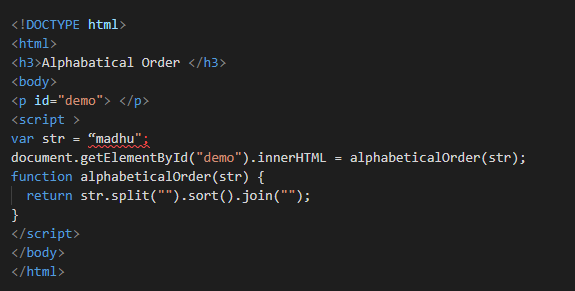 <!DOCTYPE html>
<html>
<h3>Alphabatical Order </h3>
<body>
<p id="demo"> </p>
<script >
var str = “madhu";
document.getElementById("demo").innerHTML = alphabeticalOrder(str);
function alphabeticalOrder(str) {
  return str.split("").sort().join("");
}
</script>
</body>
</html>